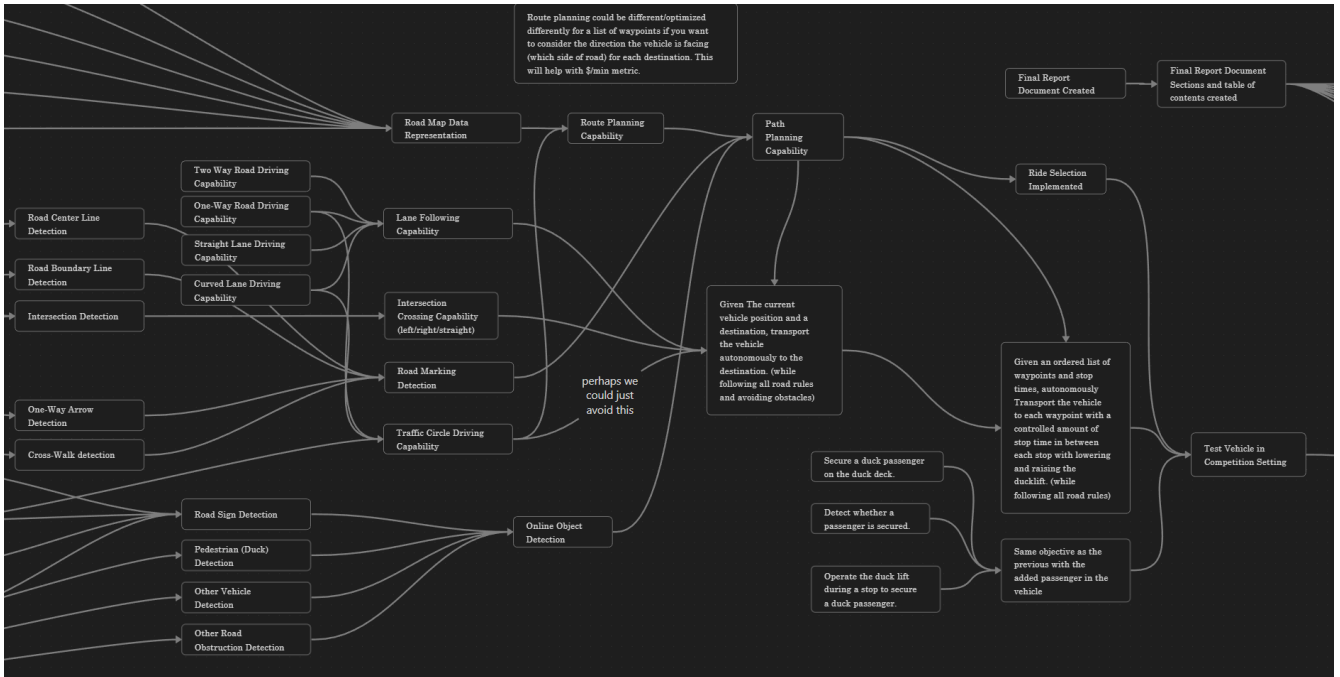 Route planning could be different/optimized
differently for a list of waypoints if you want
to consider the direction the vehicle is facing
(which side of road) for each destination. This
will help with $/min metric.
Final Report
Document Created
Final Report Document
Sections and table of
contents created
Road Map Data
Representation
Route Planning
Capability
Path
Planning
Capability
Two Way Road Driving
Capability
One-Way Road Driving
Capability
Straight Lane Driving
Capability
Curved Lane Driving
Capability
Ride Selection
Implemented
Road Center Line
Detection
Road Boundary Line
Detection
Intersection Detection
Lane Following
Capability
Intersection
Crossing Capability
(left/right/straight)
Given The current
vehicle position and a
destination, transport
the vehicle
autonomously to the
destination. (while
following all road rules
and avoiding obstacles)
Road Marking
Detection
perhaps we
could just
avoid this
One-Way Arrow
Detection
Cross-Walk detection
Traffic Circle Driving
Capability
Given an ordered list of
waypoints and stop
times, autonomously
Transport the vehicle
to each waypoint with a
controlled amount of
stop time in between
each stop with lowering
and raising the
ducklift. (while
following all road rules)
Test Vehicle in
Competition Setting
Secure a duck passenger
on the duck deck.
Detect whether a
passenger is secured.
Operate the duck lift
during a stop to secure
a duck passenger.
Same objective as the
previous with the
added passenger in the
vehicle
Road Sign Detection
Pedestrian (Duck)
Detection
Other Vehicle
Detection
Other Road
Obstruction Detection
Online Object
Detection